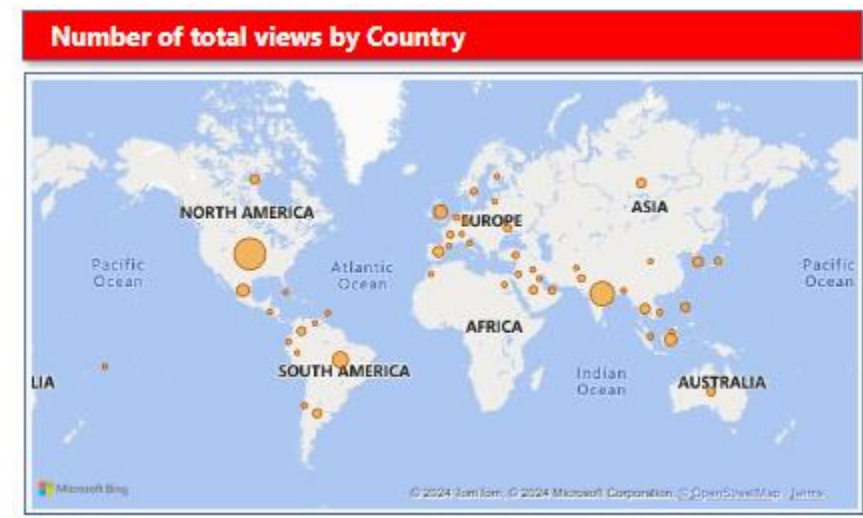 Number of total views by Country
NORTH AMERICA
EUROPE
ASIA
Pacific
Ocean
Atlantic
Ocean
Pacific
Ocean
AFRICA
SOUTH AMERICA
Indian
Ocean
LIA
AUSTRALIA
Microsoft Bing
© 2024 TomTom, © 2024 Microsoft Corporation, © OpenStreetMap Terms